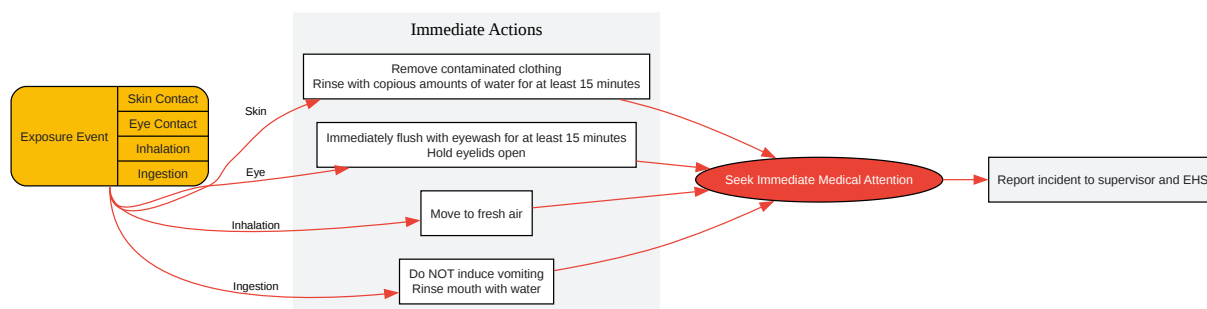 Immediate Actions
Exposure Event
Skin Contact
Eye Contact
Inhalation
Ingestion
Skin
Eye
Inhalation
Ingestion
Remove contaminated clothing
Rinse with copious amounts of water for at least 15 minutes
Immediately flush with eyewash for at least 15 minutes
Hold eyelids open
Move to fresh air
Do NOT induce vomiting
Rinse mouth with water
Seek Immediate Medical Attention
Report incident to supervisor and EHS